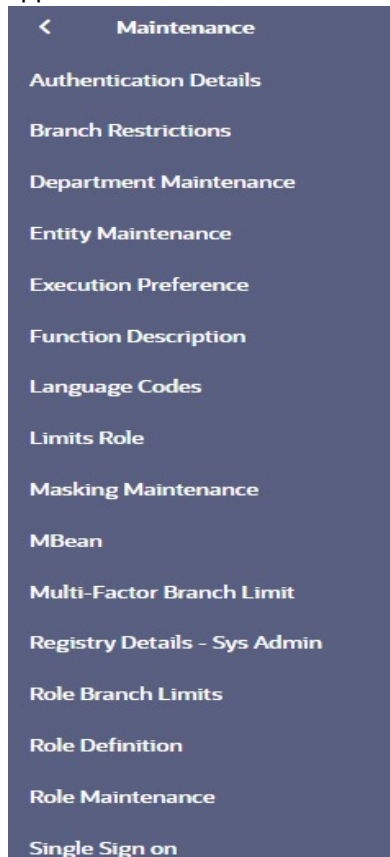 < Maintenance
Authentication Details
Branch Restrictions
Department Maintenance
Entity Maintenance
Execution Preference
Function Description
Language Codes
Limits Role
Masking Maintenance
MBean
Multi-Factor Branch Limit
Registry Details - Sys Admin
Role Branch Limits
Role Definition
Role Maintenance
Single Sign on